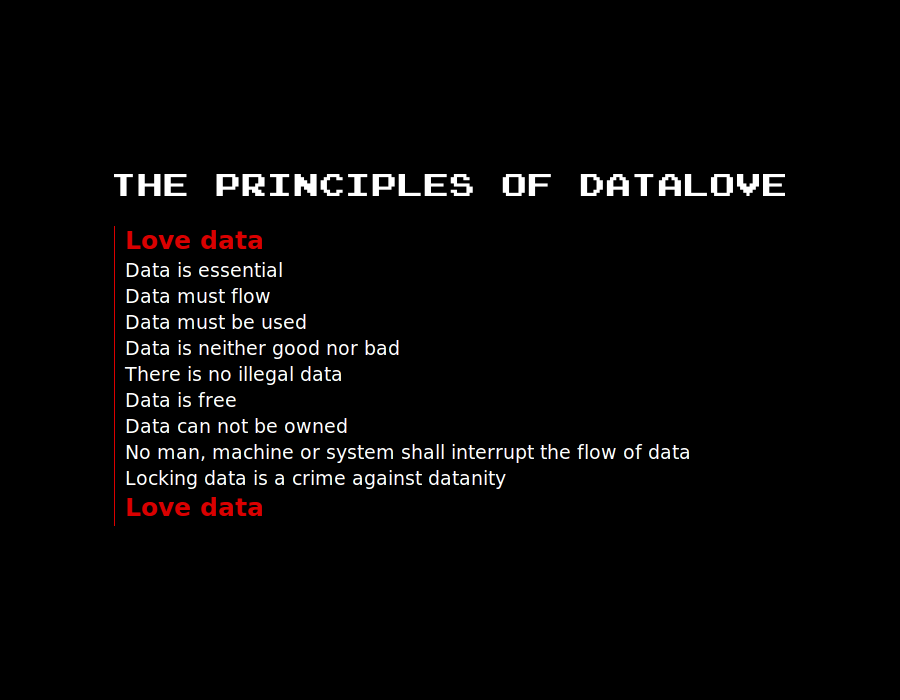 THE PRINCIPLES OF DATALOVE
Love data
Data is essential
Data must flow
Data must be used
Data is neither good nor bad
There is no illegal data
Data is free
Data can not be owned
No man, machine or system shall interrupt the flow of data
Locking data is a crime against datanity
Love data